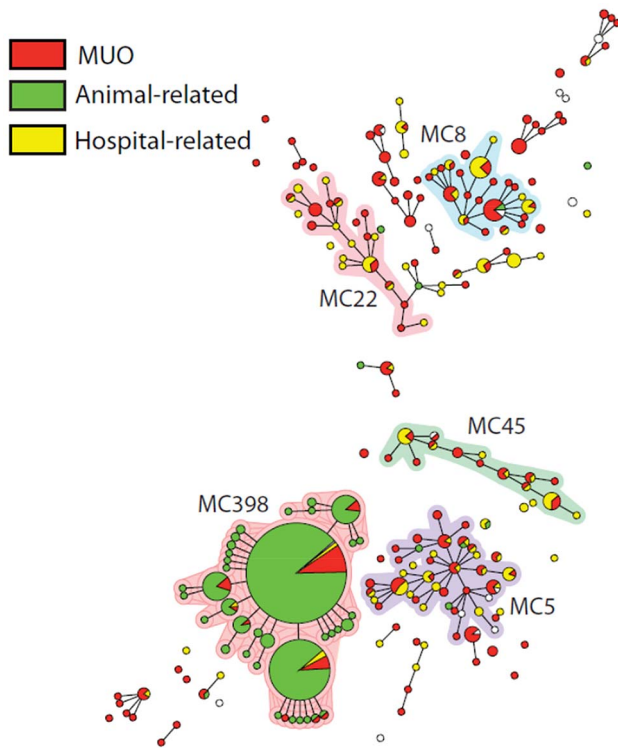 MUO
Animal-related
Hospital-related
MC8
MC22
MC45
MC398
MC5